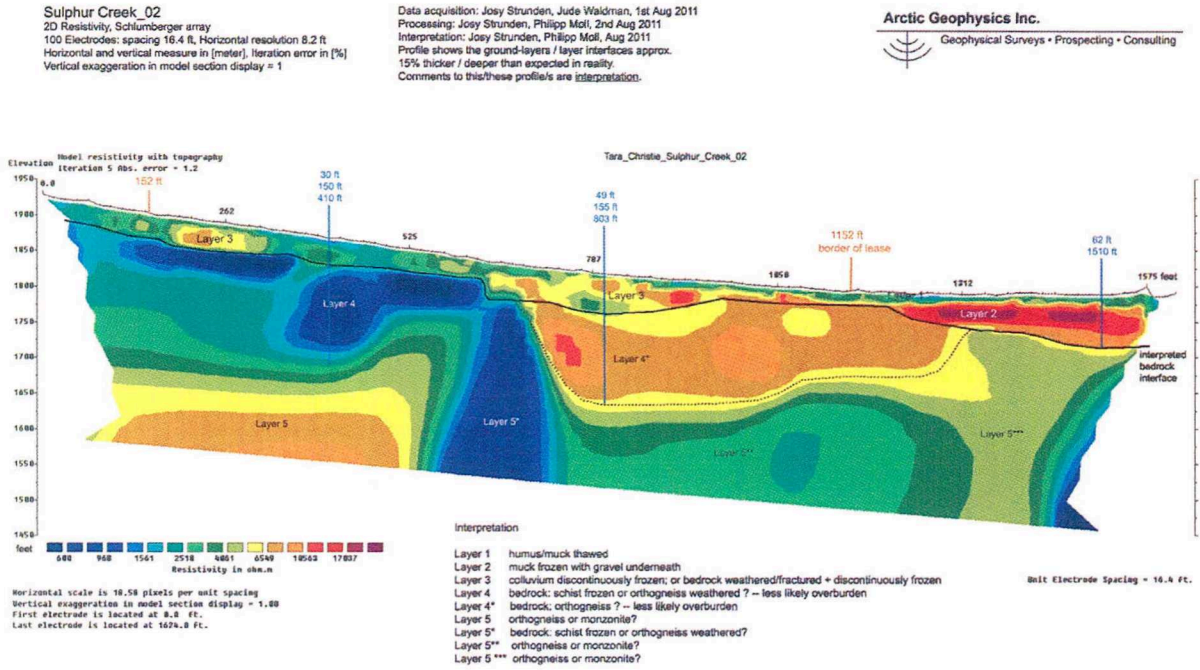 Sulphur Creek_02
2D Resistivity, Schlumberger array
100 Electrodes: spacing 16.4 ft, Horizontal resolution 8.2 ft
Horizontal and vertical measure in [meter], Iteration error in [%]
Vertical exaggeration in model section display = 1
Data acquisition: Josy Strunden, Jude Waldman, 1st Aug 2011
Processing: Josy Strunden, Philipp Moll, 2nd Aug 2011
Interpretation: Josy Strunden, Philipp Moll, Aug 2011
Profile shows the ground-layers / layer interfaces approx.
15% thicker / deeper than expected in reality.
Comments to this/these profile/s are interpretation.
Arctic Geophysics Inc.
Geophysical Surveys • Prospecting • Consulting
Tara_Christie_Sulphur_Creek_02
Elevation
Model resistivity with topography
Iteration 5 Abs. error = 1.2
1950
1900
1850
1800
1750
1700
1650
1600
1550
1500
1450
feet
0.0
152 ft
262
30 ft
150 ft
410 ft
525
49 ft
155 ft
803 ft
787
1050
1152 ft
border of lease
1312
62 ft
1510 ft
1575 feet
Layer 3
Layer 4
Layer 3
Layer 2
Layer 4*
interpreted
bedrock
interface
Layer 5
Layer 5*
Layer 5**
Layer 5***
600 960 1561 2518 4061 6549 10563 17037
Resistivity in ohm.m
Horizontal scale is 18.58 pixels per unit spacing
Vertical exaggeration in model section display = 1.00
First electrode is located at 0.0 ft.
Last electrode is located at 1624.0 ft.
Interpretation
Layer 1 humus/muck thawed
Layer 2 muck frozen with gravel underneath
Layer 3 colluvium discontinuously frozen; or bedrock weathered/fractured + discontinuously frozen
Layer 4 bedrock: schist frozen or orthogneiss weathered ? -- less likely overburden
Layer 4* bedrock: orthogneiss ? -- less likely overburden
Layer 5 orthogneiss or monzonite?
Layer 5* bedrock: schist frozen or orthogneiss weathered?
Layer 5** orthogneiss or monzonite?
Layer 5 *** orthogneiss or monzonite?
Unit Electrode Spacing = 16.4 ft.